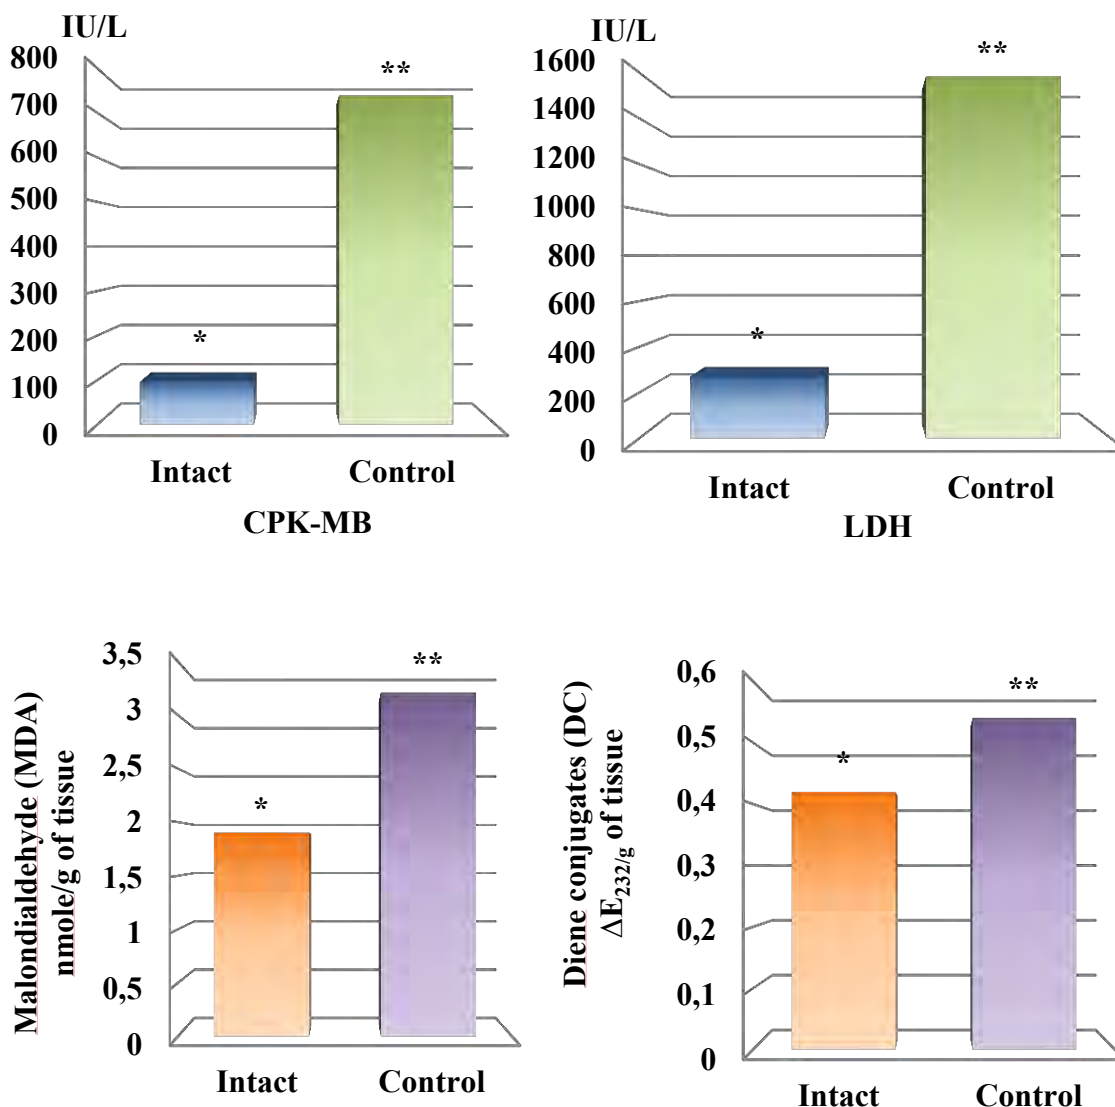 IU/L
800
700
600
500
400
300
200
100
0
*
**
Intact
Control
CPK-MB
IU/L
1600
1400
1200
1000
800
600
400
200
0
*
**
Intact
Control
LDH
Malondialdehyde (MDA)
nmole/g of tissue
3,5
3
2,5
2
1,5
1
0,5
0
*
**
Intact
Control
Diene conjugates (DC)
ΔE232/g of tissue
0,6
0,5
0,4
0,3
0,2
0,1
0
*
**
Intact
Control